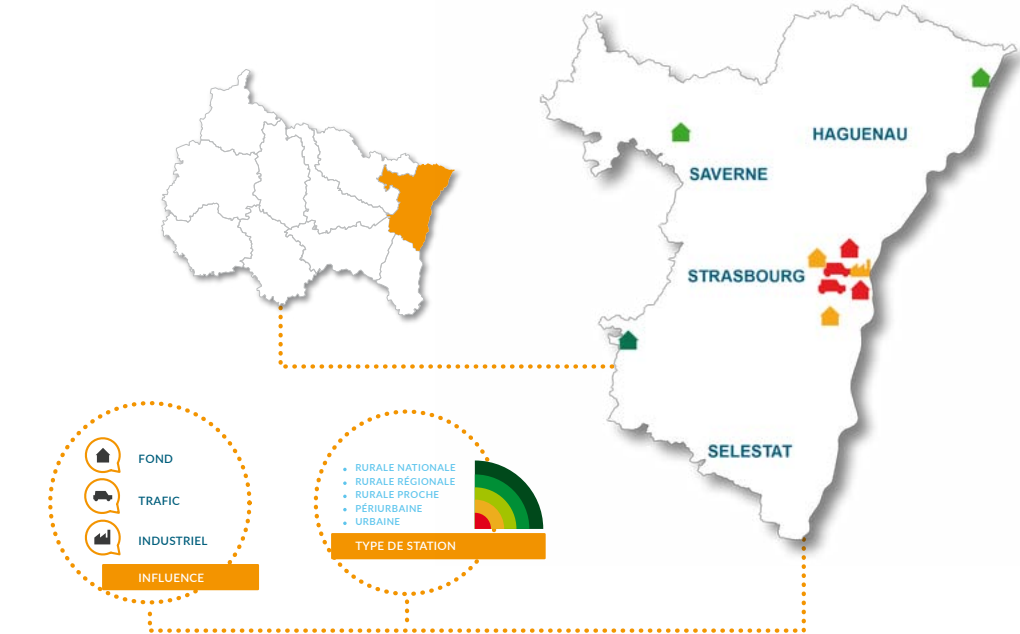 HAGUENAU
SAVERNE
STRASBOURG
SELESTAT
FOND
TRAFIC
INDUSTRIEL
INFLUENCE
RURALE NATIONALE
RURALE RÉGIONALE
RURALE PROCHE
PÉRIURBAINE
URBAINE
TYPE DE STATION